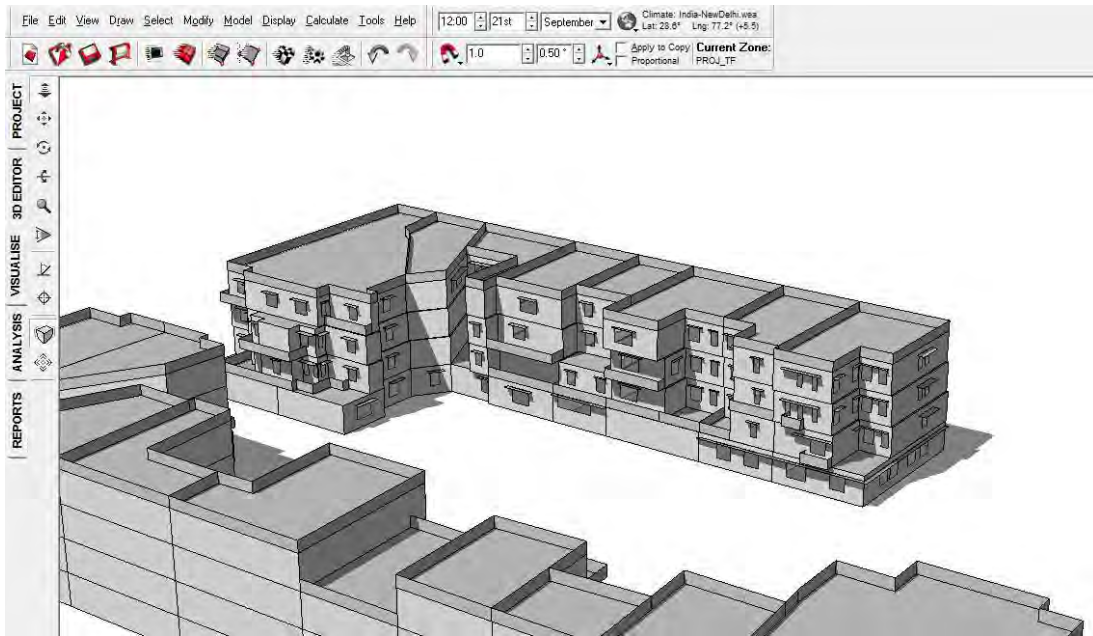 File Edit View Draw Select Modify Model Display Calculate Tools Help
12:00 21st September
Climate: India-NewDelhi.wea
Lat: 28.6° Lng: 77.2° (+5.5)
1.0 0.50 °
Apply to Copy
Proportional
Current Zone:
PROJ_TF
PROJECT
3D EDITOR
VISUALISE
ANALYSIS
REPORTS